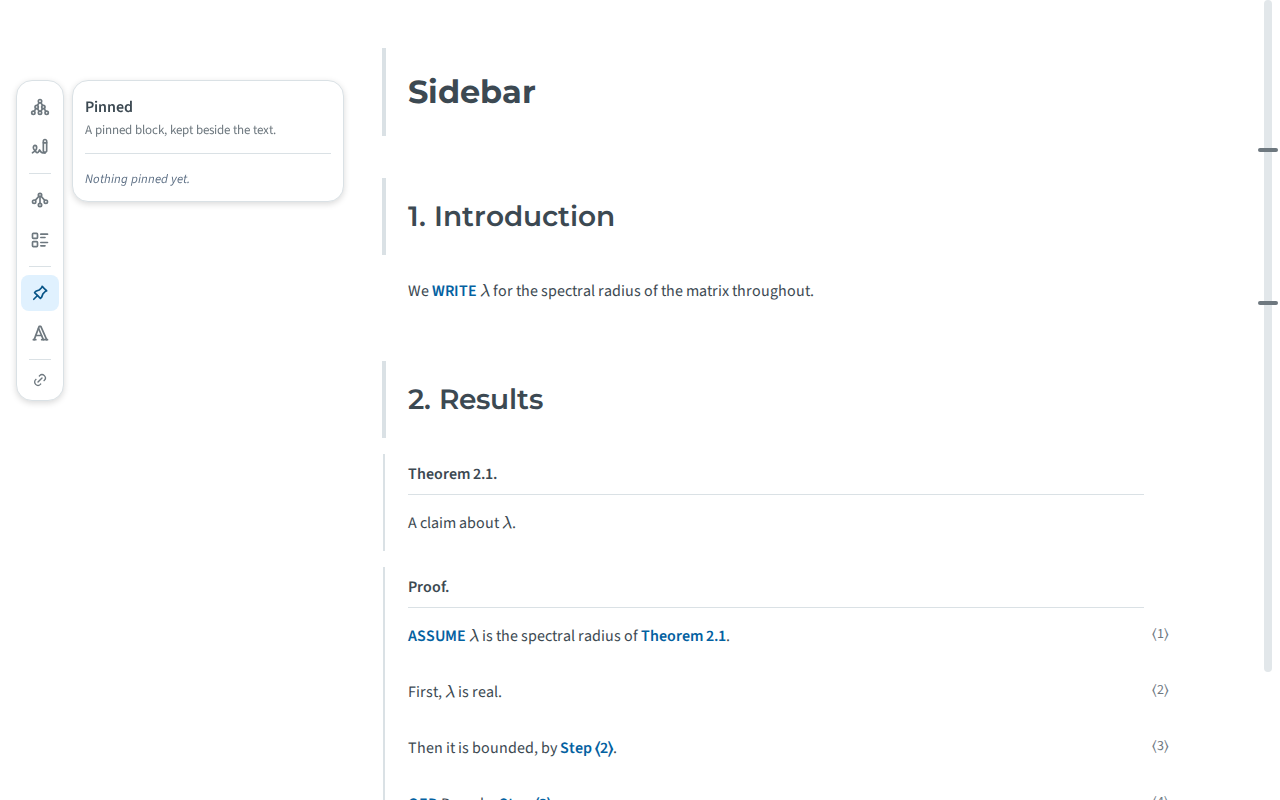 Pinned
A pinned block, kept beside the text.
Nothing pinned yet.
Sidebar
1. Introduction
We WRITE λ for the spectral radius of the matrix throughout.
2. Results
Theorem 2.1.
A claim about λ.
Proof.
ASSUME λ is the spectral radius of Theorem 2.1. ⟨1⟩
First, λ is real. ⟨2⟩
Then it is bounded, by Step ⟨2⟩. ⟨3⟩